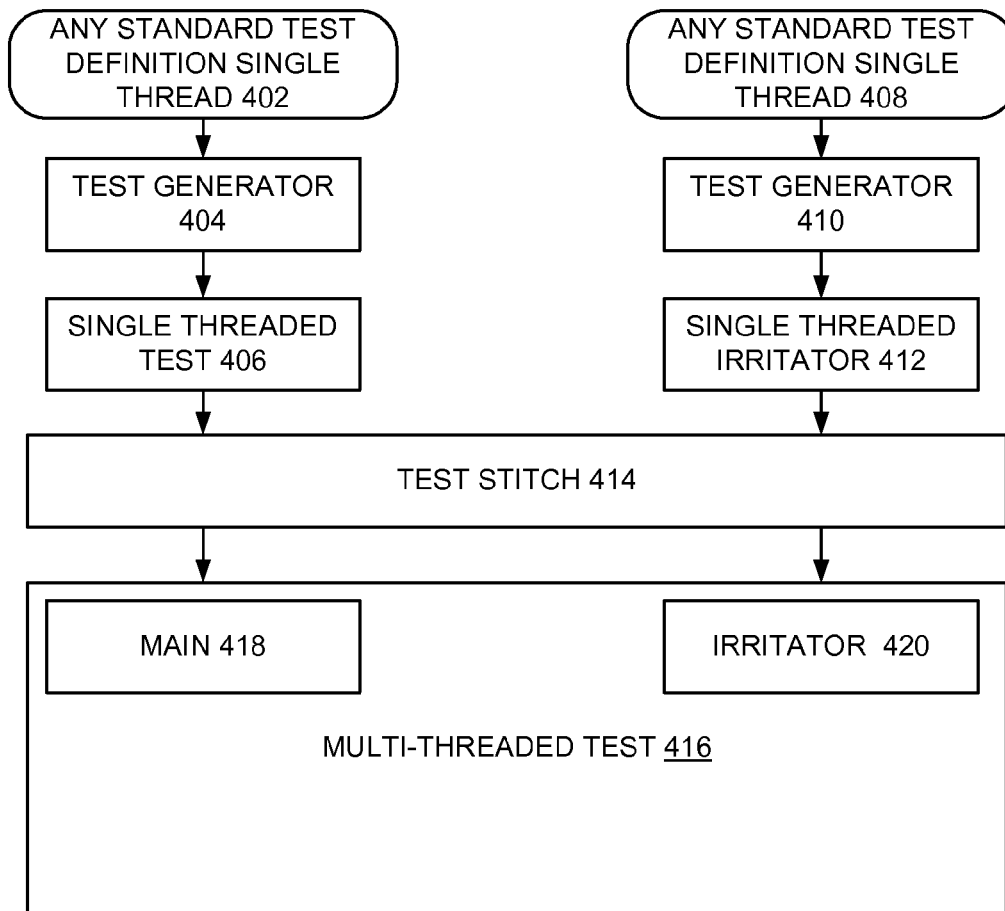 ANY STANDARD TEST
DEFINITION SINGLE
THREAD 402
ANY STANDARD TEST
DEFINITION SINGLE
THREAD 408
TEST GENERATOR
404
TEST GENERATOR
410
SINGLE THREADED
TEST 406
SINGLE THREADED
IRRITATOR 412
TEST STITCH 414
MAIN 418
IRRITATOR 420
MULTI-THREADED TEST 416